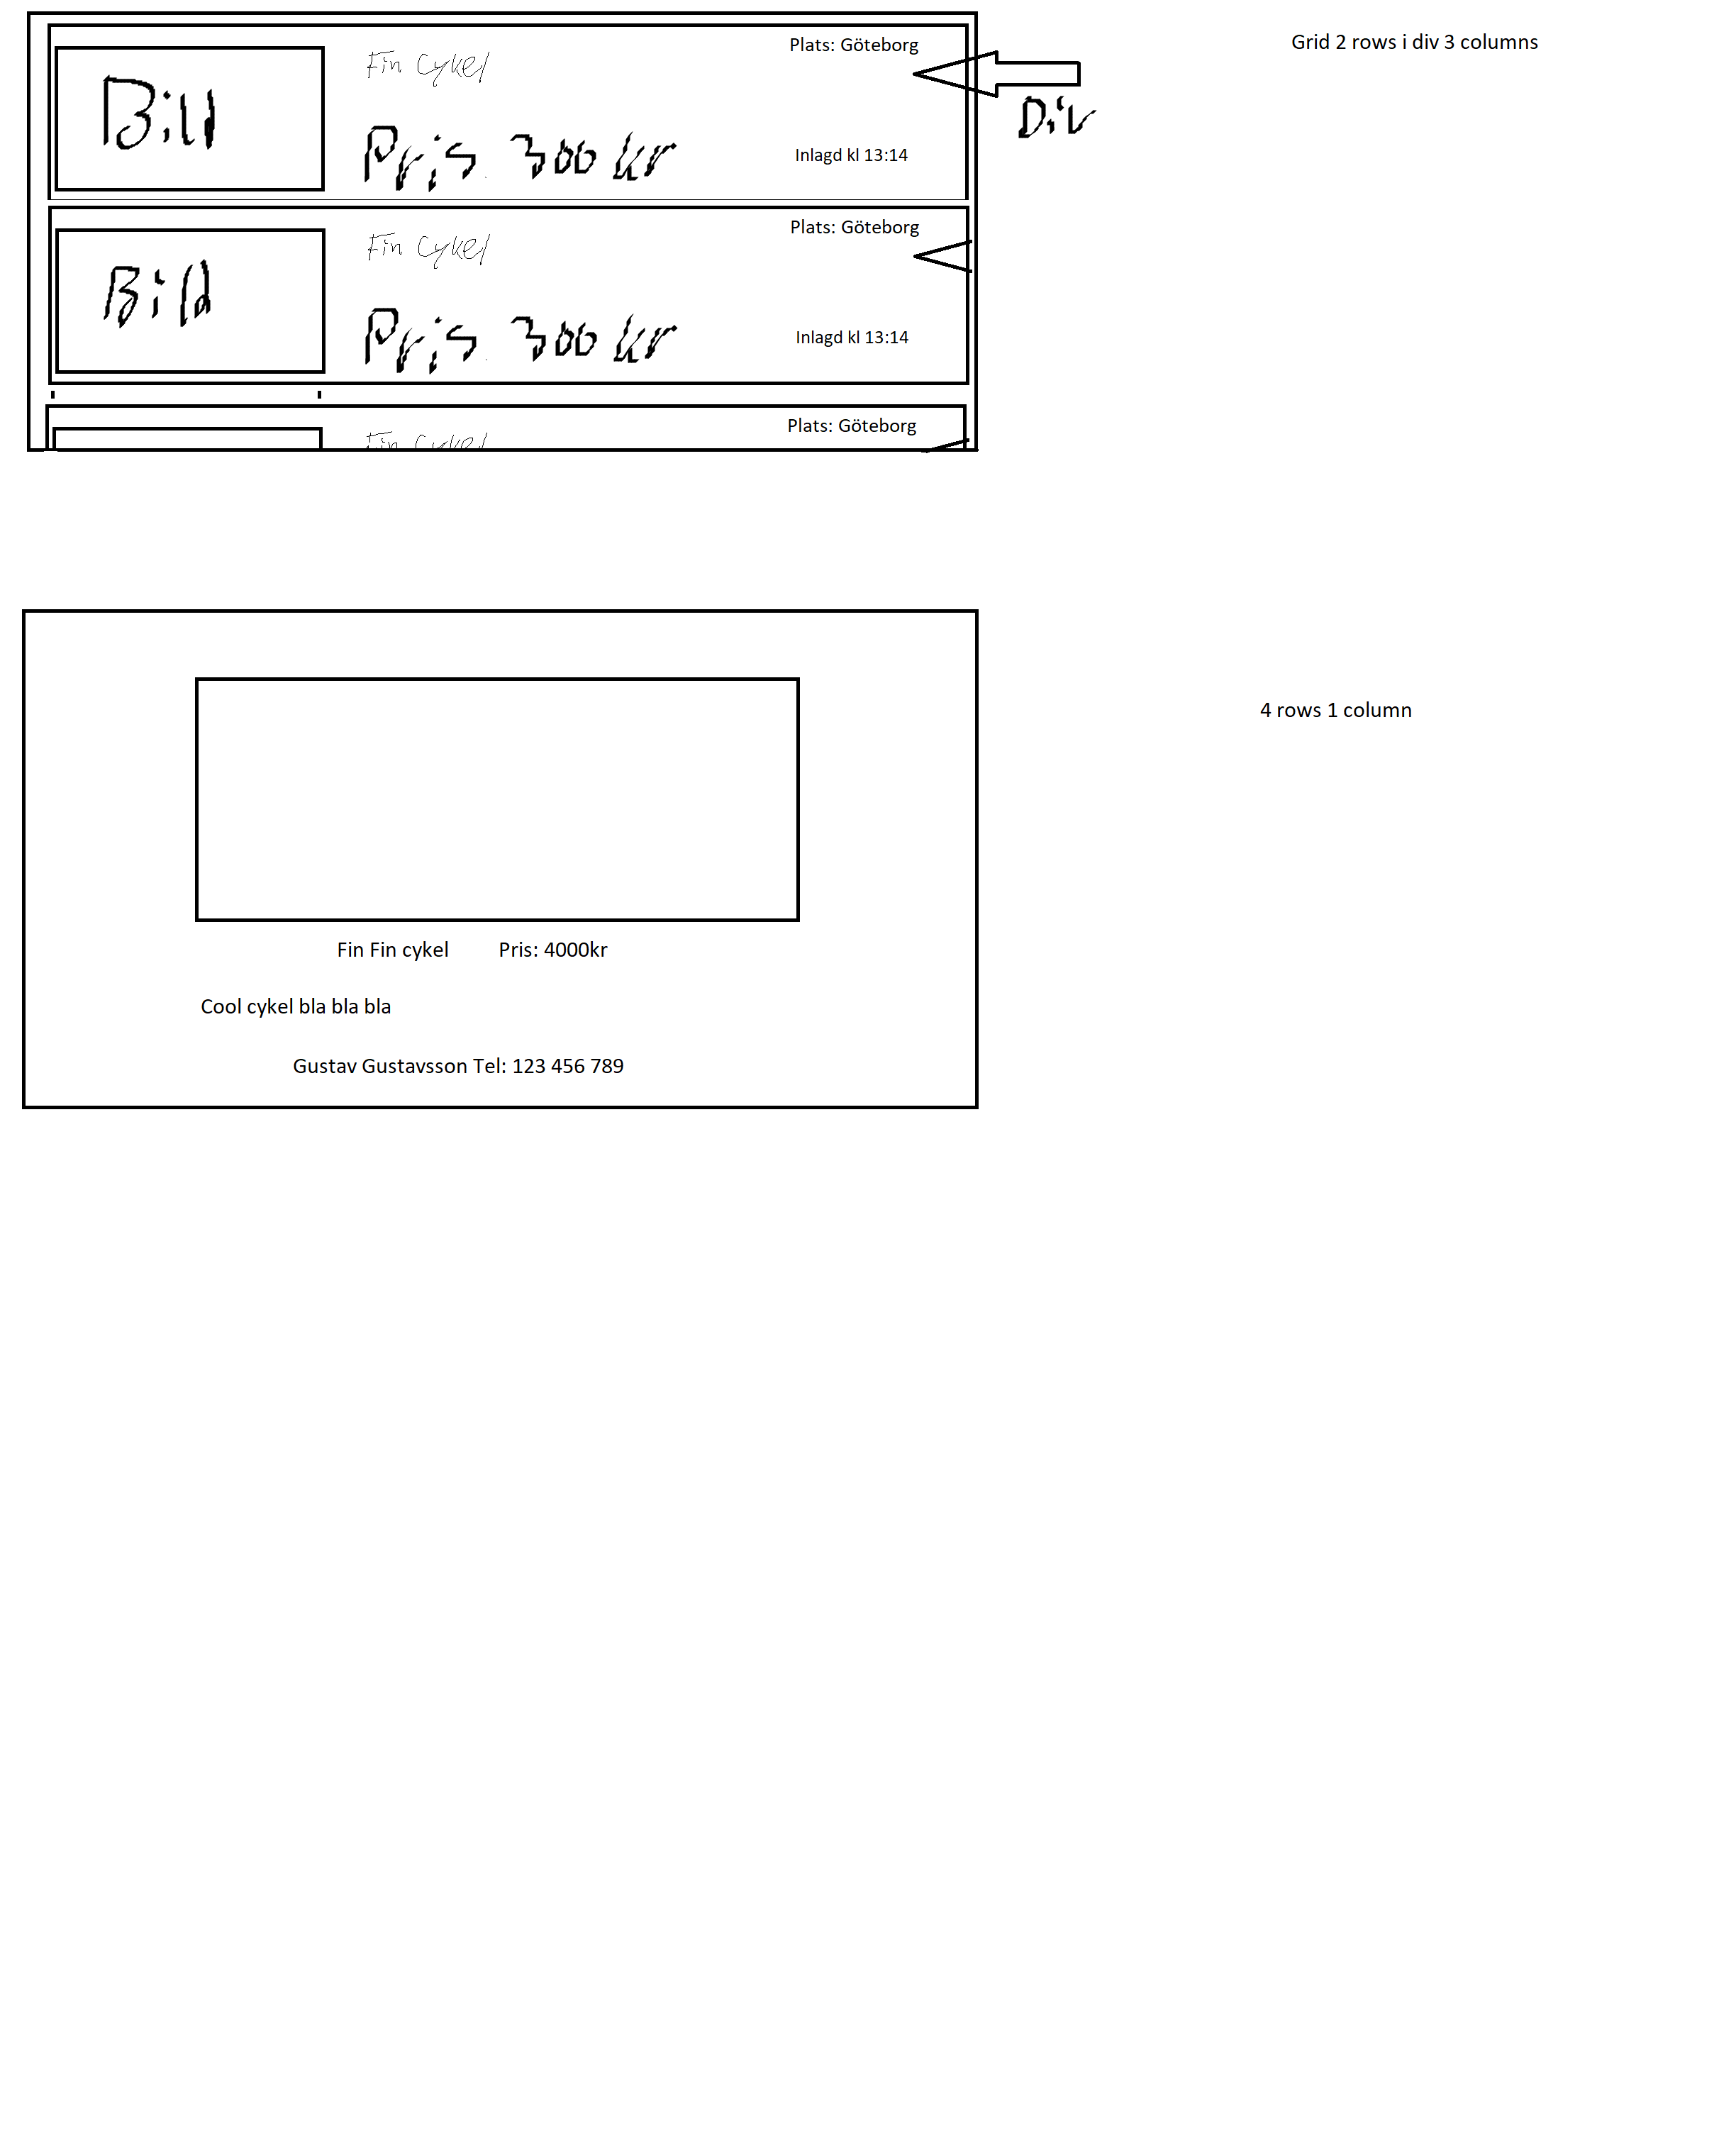 Plats: Göteborg
Grid 2 rows i div 3 columns
Fin Cykel
Bild
Div
Pris 300 kr
Inlagd kl 13:14
Plats: Göteborg
Fin Cykel
Bild
Pris 300 kr
Inlagd kl 13:14
Plats: Göteborg
Fin Cykel
4 rows 1 column
Fin Fin cykel Pris: 4000kr
Cool cykel bla bla bla
Gustav Gustavsson Tel: 123 456 789